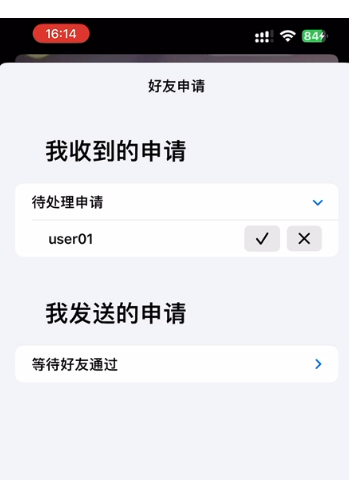 16:14
84
好友申请
我收到的申请
待处理申请
user01
我发送的申请
等待好友通过